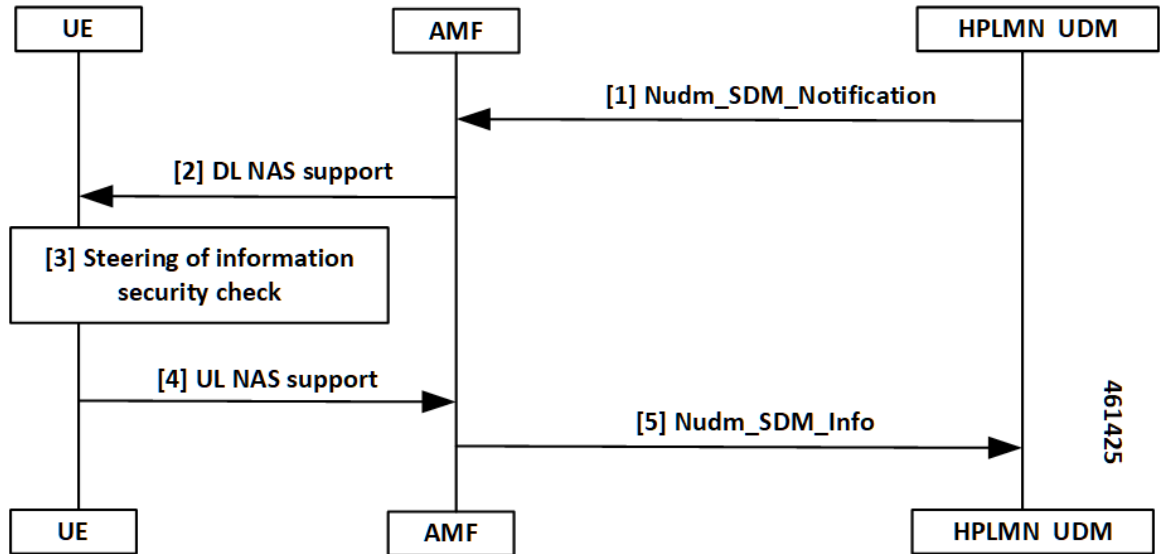 UE
AMF
HPLMN UDM
[1] Nudm_SDM_Notification
[2] DL NAS support
[3] Steering of information
security check
[4] UL NAS support
[5] Nudm_SDM_Info
461425
UE
AMF
HPLMN UDM